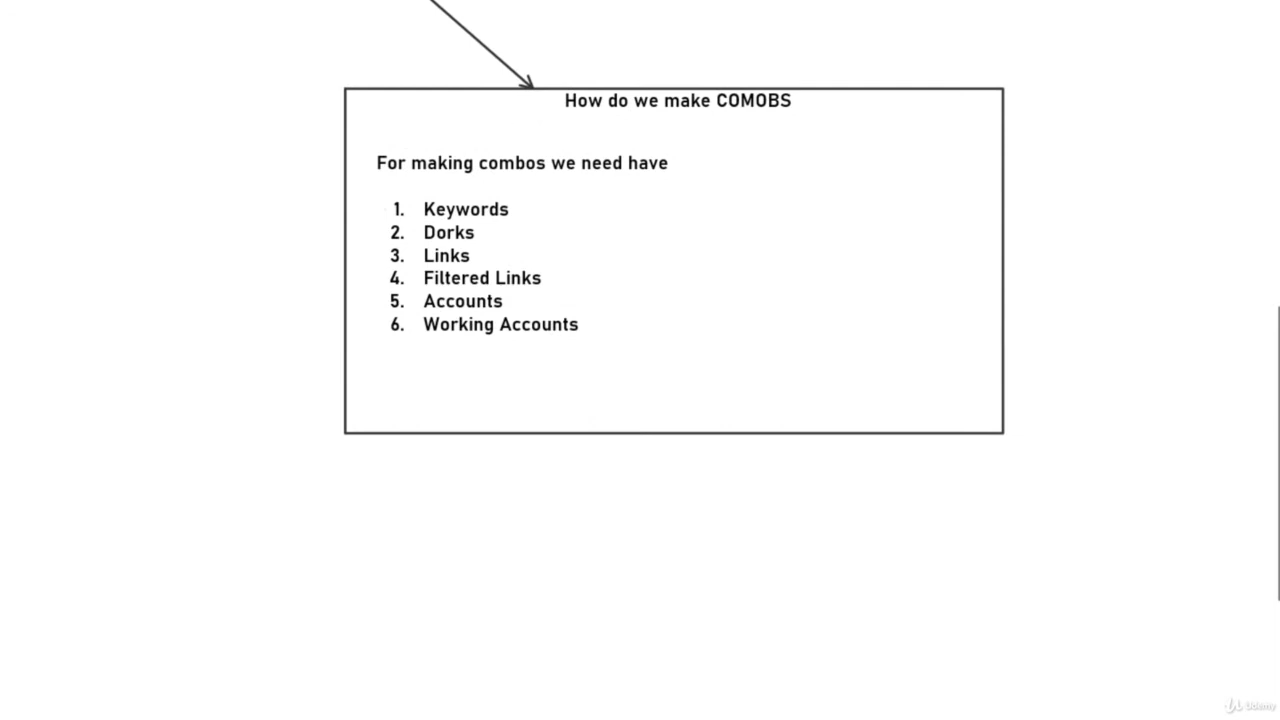 How do we make COMOBS
For making combos we need have
1. Keywords
2. Dorks
3. Links
4. Filtered Links
5. Accounts
6. Working Accounts
Udemy